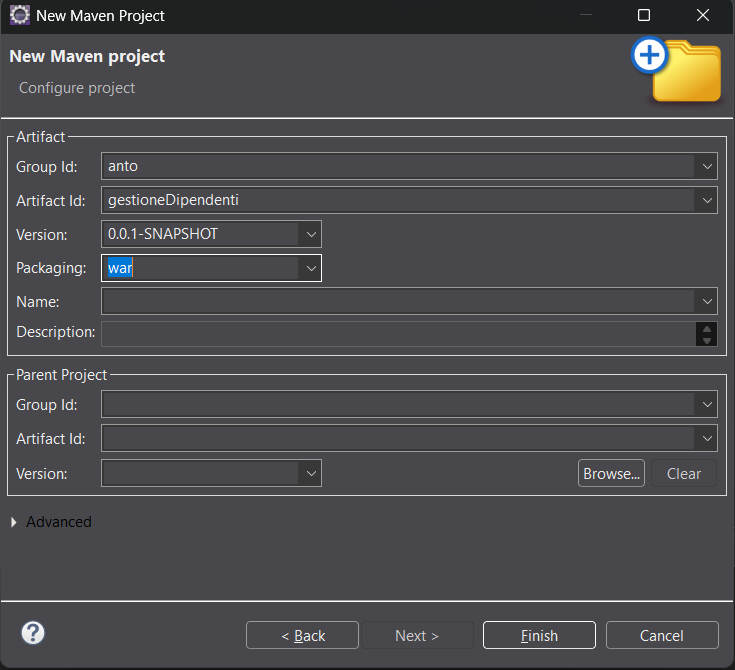 New Maven Project
New Maven project
Configure project
Artifact
Group Id: anto
Artifact Id: gestioneDipendenti
Version: 0.0.1-SNAPSHOT
Packaging: war
Name:
Description:
Parent Project
Group Id:
Artifact Id:
Version: Browse... Clear
Advanced
? < Back Next > Finish Cancel